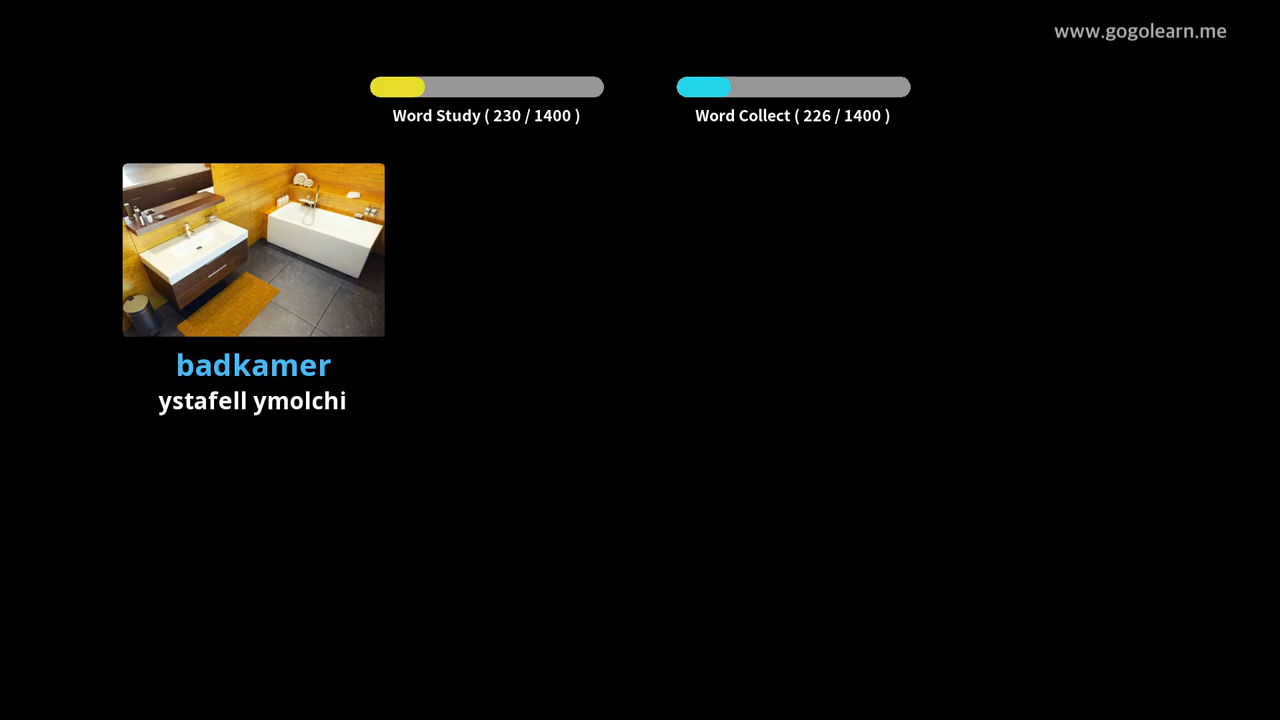 www.gogolearn.me
Word Study ( 230 / 1400 )
Word Collect ( 226 / 1400 )
badkamer
ystafell ymolchi